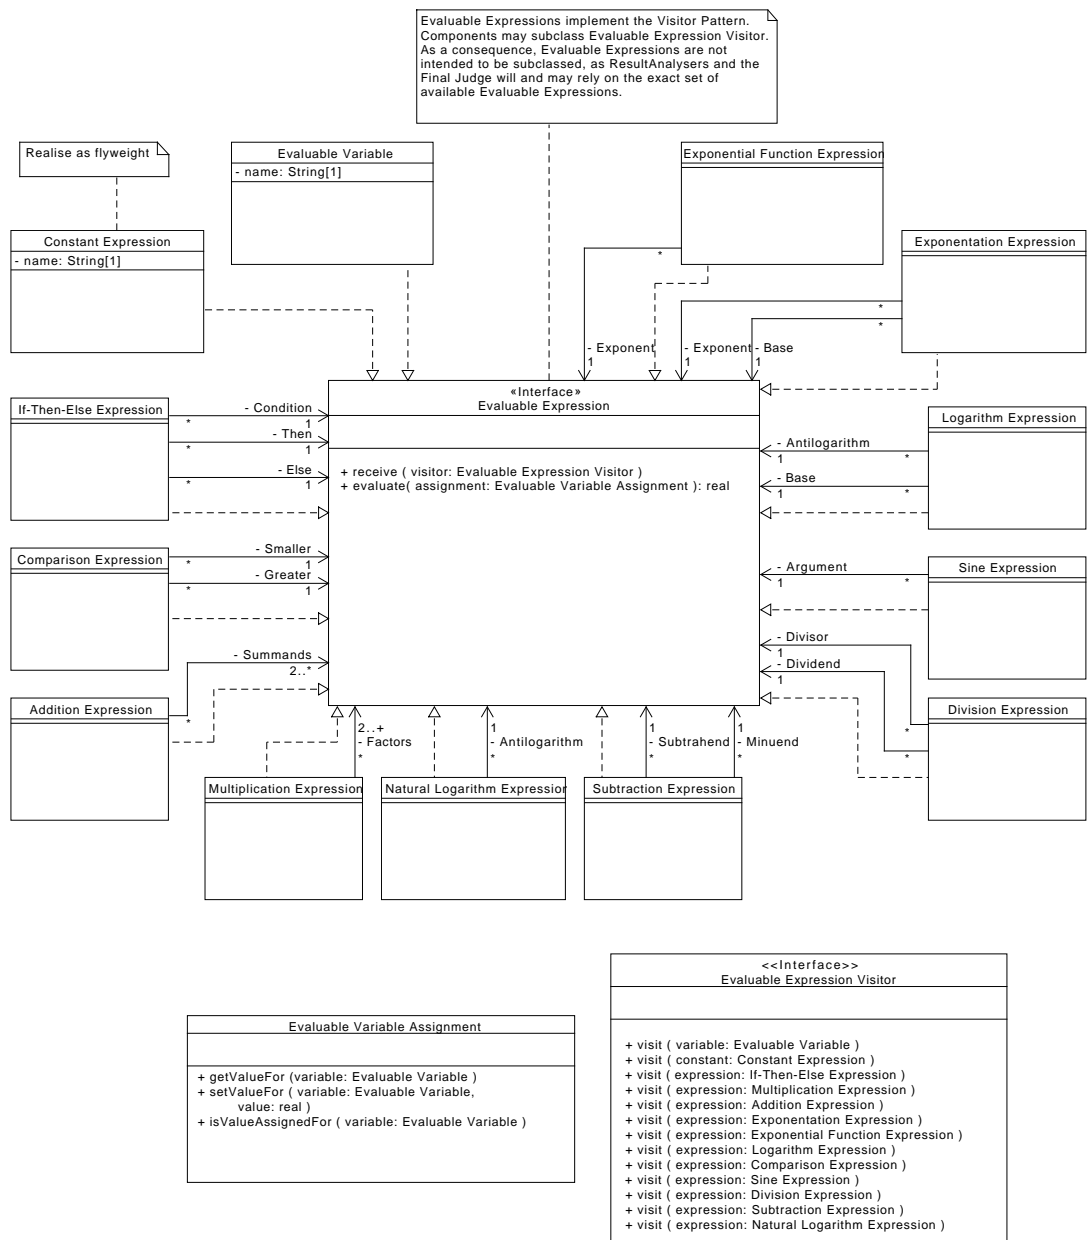 Evaluable Expressions implement the Visitor Pattern.
Components may subclass Evaluable Expression Visitor.
As a consequence, Evaluable Expressions are not
intended to be subclassed, as ResultAnalysers and the
Final Judge will and may rely on the exact set of
available Evaluable Expressions.
Realise as flyweight
Evaluable Variable
- name: String[1]
Exponential Function Expression
Constant Expression
- name: String[1]
Exponentation Expression
*
*
*
- Exponent
1
- Exponent
1
- Base
1
«Interface»
Evaluable Expression
+ receive ( visitor: Evaluable Expression Visitor )
+ evaluate( assignment: Evaluable Variable Assignment ): real
If-Then-Else Expression
- Condition
* 1
- Then
* 1
- Else
* 1
Logarithm Expression
- Antilogarithm
1 *
- Base
1 *
Comparison Expression
- Smaller
* 1
- Greater
* 1
Sine Expression
- Argument
1 *
- Summands
2..*
*
Addition Expression
- Divisor
1
- Dividend
1
Division Expression
*
*
2..+
- Factors
*
1
- Antilogarithm
*
1
- Subtrahend
*
1
- Minuend
*
Multiplication Expression
Natural Logarithm Expression
Subtraction Expression
Evaluable Variable Assignment
+ getValueFor (variable: Evaluable Variable )
+ setValueFor ( variable: Evaluable Variable,
value: real )
+ isValueAssignedFor ( variable: Evaluable Variable )
<<Interface>>
Evaluable Expression Visitor
+ visit ( variable: Evaluable Variable )
+ visit ( constant: Constant Expression )
+ visit ( expression: If-Then-Else Expression )
+ visit ( expression: Multiplication Expression )
+ visit ( expression: Addition Expression )
+ visit ( expression: Exponentation Expression )
+ visit ( expression: Exponential Function Expression )
+ visit ( expression: Logarithm Expression )
+ visit ( expression: Comparison Expression )
+ visit ( expression: Sine Expression )
+ visit ( expression: Division Expression )
+ visit ( expression: Subtraction Expression )
+ visit ( expression: Natural Logarithm Expression )